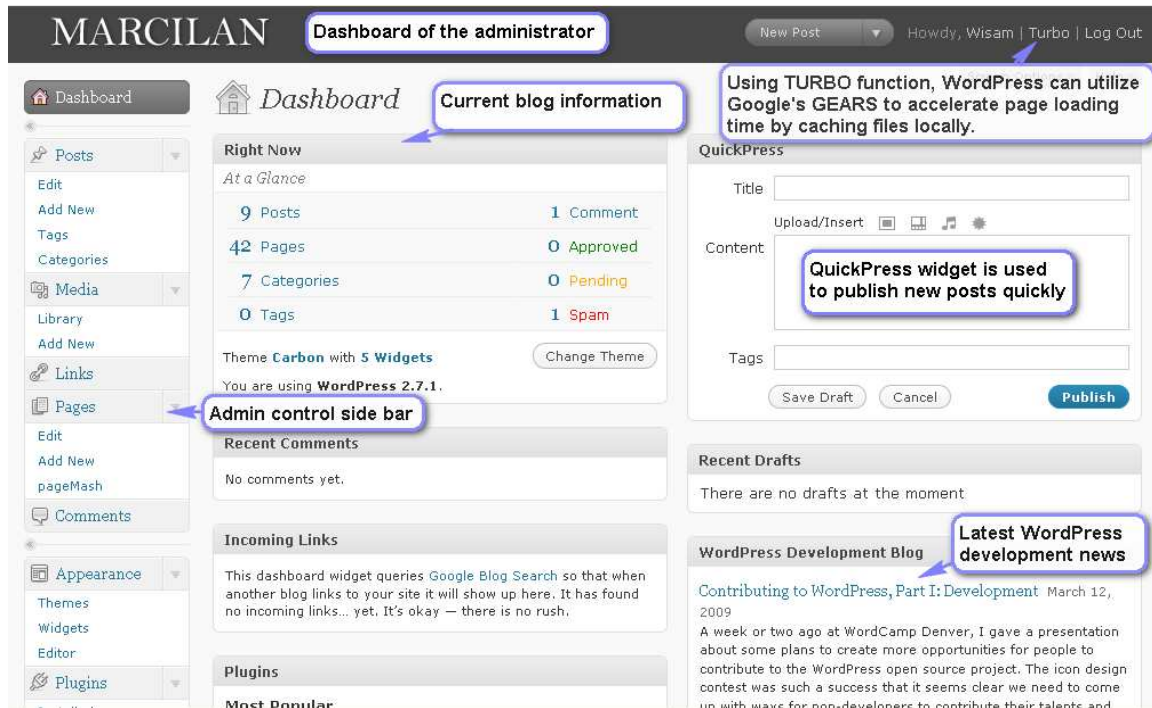 MARCILAN
Dashboard of the administrator
New Post
Howdy, Wisam | Turbo | Log Out
Using TURBO function, WordPress can utilize
Google's GEARS to accelerate page loading
time by caching files locally.
Dashboard
Posts
Edit
Add New
Tags
Categories
Media
Library
Add New
Links
Pages
Edit
Add New
pageMash
Comments
Appearance
Themes
Widgets
Editor
Plugins
Dashboard
Current blog information
Right Now
At a Glance
9 Posts 1 Comment
42 Pages 0 Approved
7 Categories 0 Pending
0 Tags 1 Spam
Theme Carbon with 5 Widgets Change Theme
You are using WordPress 2.7.1.
Admin control side bar
Recent Comments
No comments yet.
Incoming Links
This dashboard widget queries Google Blog Search so that when
another blog links to your site it will show up here. It has found
no incoming links... yet. It's okay — there is no rush.
Plugins
Most Popular
QuickPress
Title
Upload/Insert
Content
QuickPress widget is used
to publish new posts quickly
Tags
Save Draft Cancel Publish
Recent Drafts
There are no drafts at the moment
Latest WordPress
development news
WordPress Development Blog
Contributing to WordPress, Part I: Development March 12,
2009
A week or two ago at WordCamp Denver, I gave a presentation
about some plans to create more opportunities for people to
contribute to the WordPress open source project. The icon design
contest was such a success that it seems clear we need to come
up with ways for non-developers to contribute their talents and